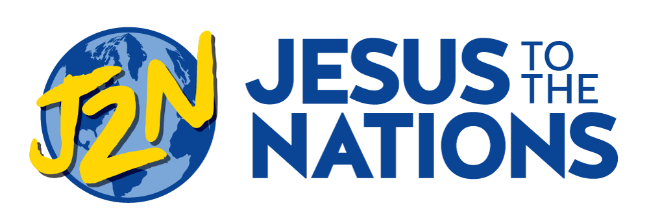 J2N
JESUS TO THE
NATIONS